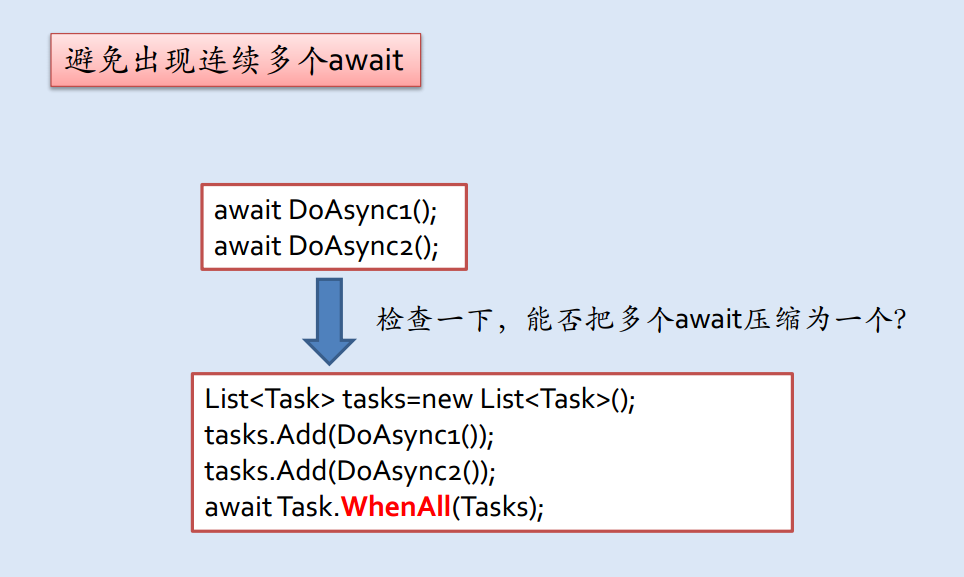 避免出现连续多个await
await DoAsync1();
await DoAsync2();
检查一下，能否把多个await压缩为一个？
List<Task> tasks=new List<Task>();
tasks.Add(DoAsync1());
tasks.Add(DoAsync2());
await Task.WhenAll(Tasks);